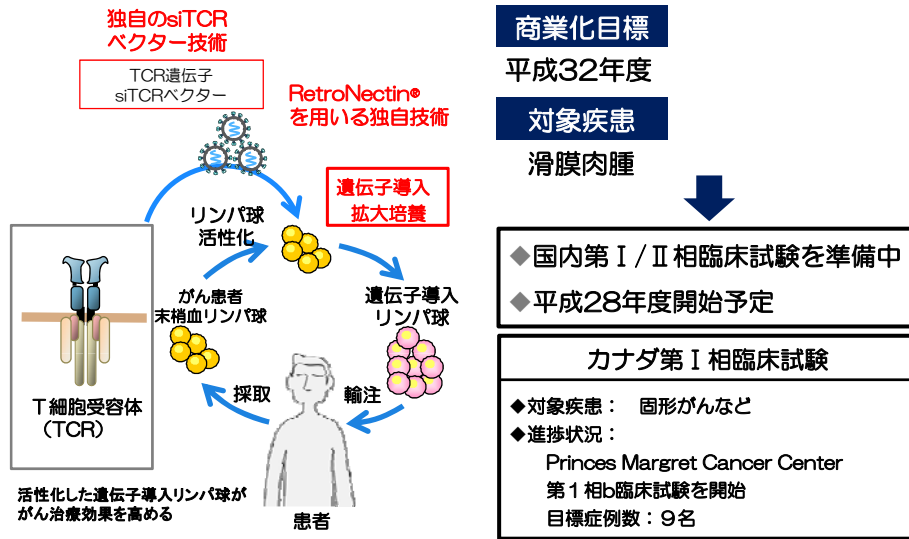 独自のsiTCR
ベクター技術
TCR遺伝子
siTCRベクター
RetroNectin®
を用いる独自技術
遺伝子導入
拡大培養
リンパ球
活性化
がん患者
末梢血リンパ球
遺伝子導入
リンパ球
採取
輸注
T細胞受容体
（TCR）
活性化した遺伝子導入リンパ球が
がん治療効果を高める
患者
商業化目標
平成32年度
対象疾患
滑膜肉腫
◆国内第Ⅰ/Ⅱ相臨床試験を準備中
◆平成28年度開始予定
カナダ第Ⅰ相臨床試験
◆対象疾患： 固形がんなど
◆進捗状況：
Princes Margret Cancer Center
第１相b臨床試験を開始
目標症例数：９名